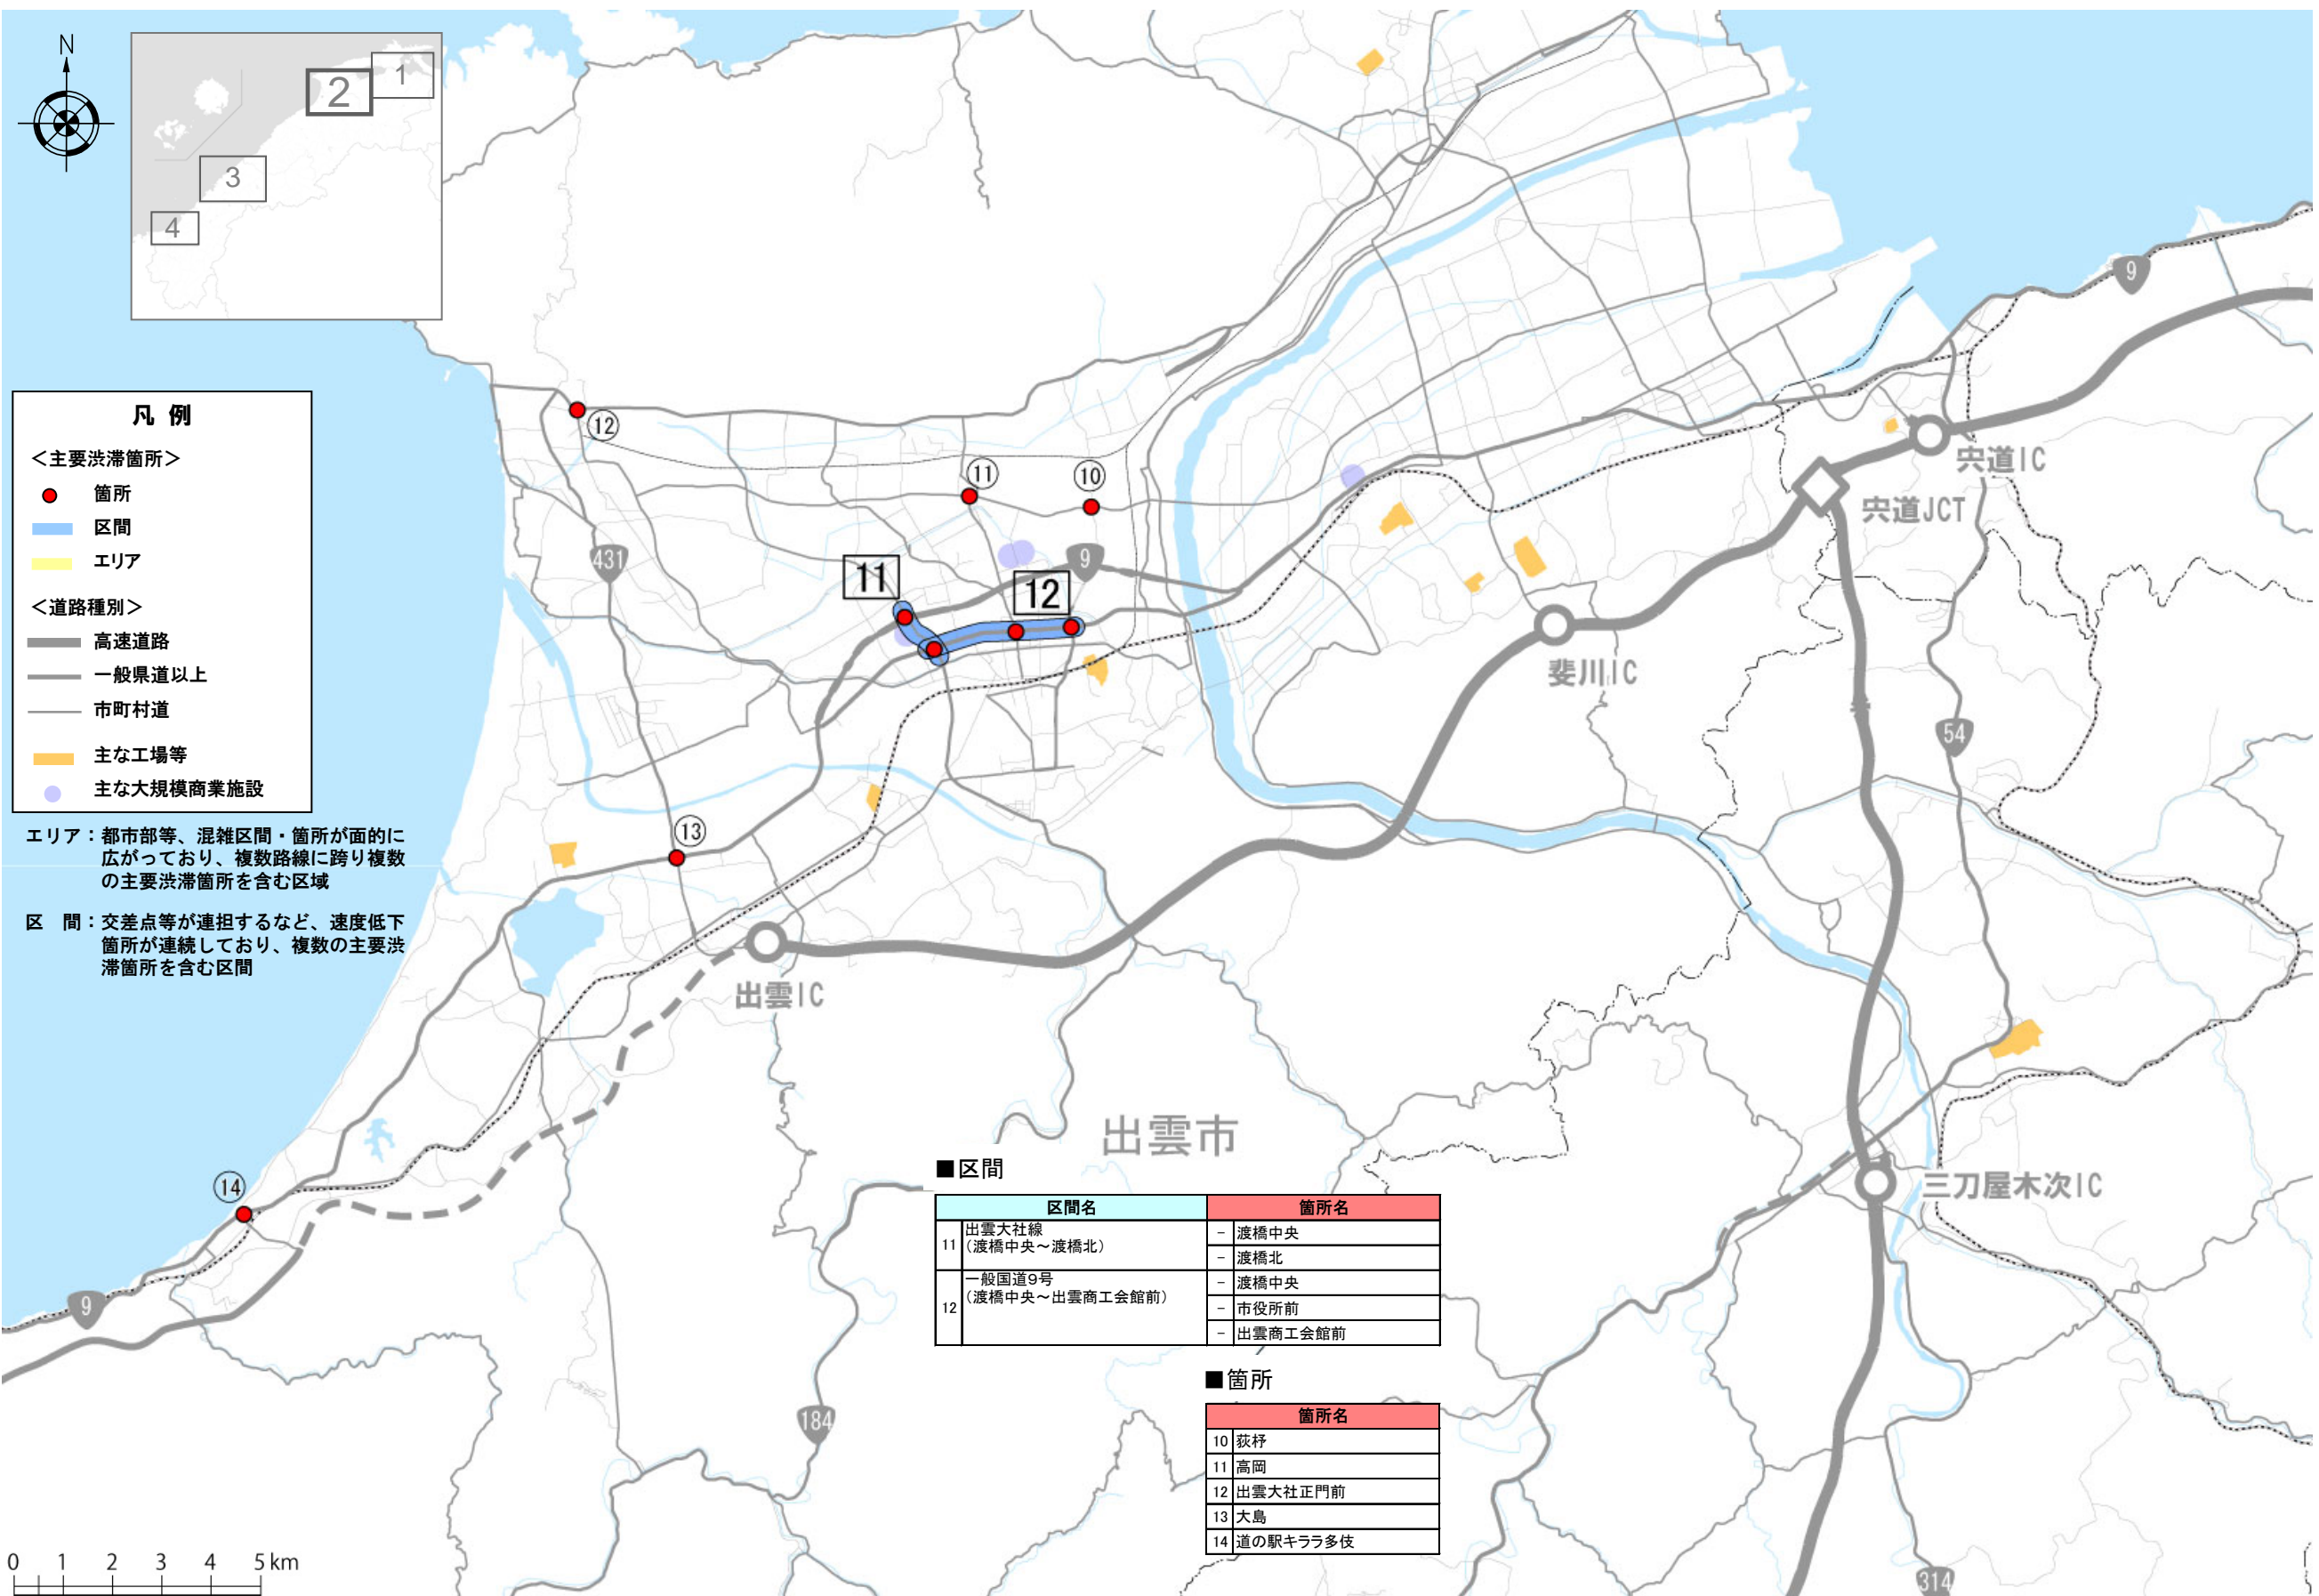 N
1
2
3
4
凡 例
＜主要渋滞箇所＞
箇所
区間
エリア
＜道路種別＞
高速道路
一般県道以上
市町村道
主な工場等
主な大規模商業施設
エリア：都市部等、混雑区間・箇所が面的に
広がっており、複数路線に跨り複数
の主要渋滞箇所を含む区域
区　間：交差点等が連担するなど、速度低下
箇所が連続しており、複数の主要渋
滞箇所を含む区間
9
⑫
⑪
⑩
宍道IC
宍道JCT
431
11
9
12
斐川IC
54
⑬
出雲IC
出雲市
⑭
三刀屋木次IC
9
184
314
■区間
区間名 箇所名
11 出雲大社線
（渡橋中央～渡橋北）
－ 渡橋中央
－ 渡橋北
12 一般国道9号
（渡橋中央～出雲商工会館前）
－ 渡橋中央
－ 市役所前
－ 出雲商工会館前
■箇所
箇所名
10 荻杼
11 高岡
12 出雲大社正門前
13 大島
14 道の駅キララ多伎
0 1 2 3 4 5 km